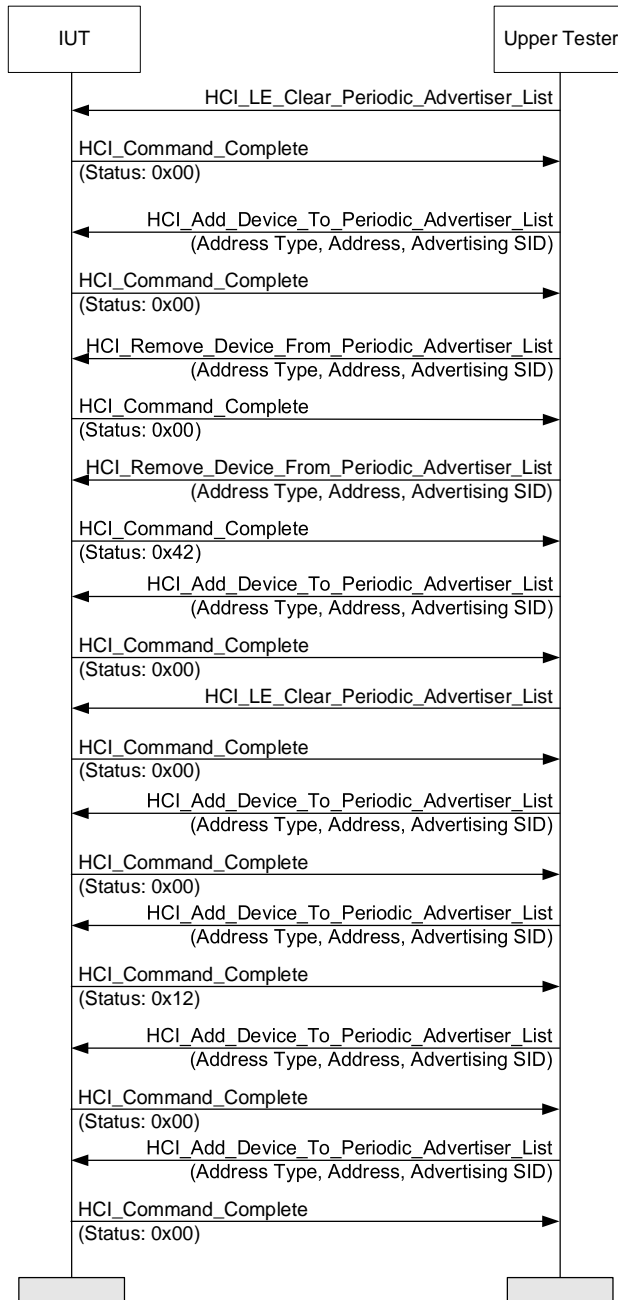 IUT
Upper Tester
HCI_LE_Clear_Periodic_Advertiser_List
HCI_Command_Complete
(Status: 0x00)
HCI_Add_Device_To_Periodic_Advertiser_List
(Address Type, Address, Advertising SID)
HCI_Command_Complete
(Status: 0x00)
HCI_Remove_Device_From_Periodic_Advertiser_List
(Address Type, Address, Advertising SID)
HCI_Command_Complete
(Status: 0x00)
HCI_Remove_Device_From_Periodic_Advertiser_List
(Address Type, Address, Advertising SID)
HCI_Command_Complete
(Status: 0x42)
HCI_Add_Device_To_Periodic_Advertiser_List
(Address Type, Address, Advertising SID)
HCI_Command_Complete
(Status: 0x00)
HCI_LE_Clear_Periodic_Advertiser_List
HCI_Command_Complete
(Status: 0x00)
HCI_Add_Device_To_Periodic_Advertiser_List
(Address Type, Address, Advertising SID)
HCI_Command_Complete
(Status: 0x00)
HCI_Add_Device_To_Periodic_Advertiser_List
(Address Type, Address, Advertising SID)
HCI_Command_Complete
(Status: 0x12)
HCI_Add_Device_To_Periodic_Advertiser_List
(Address Type, Address, Advertising SID)
HCI_Command_Complete
(Status: 0x00)
HCI_Add_Device_To_Periodic_Advertiser_List
(Address Type, Address, Advertising SID)
HCI_Command_Complete
(Status: 0x00)